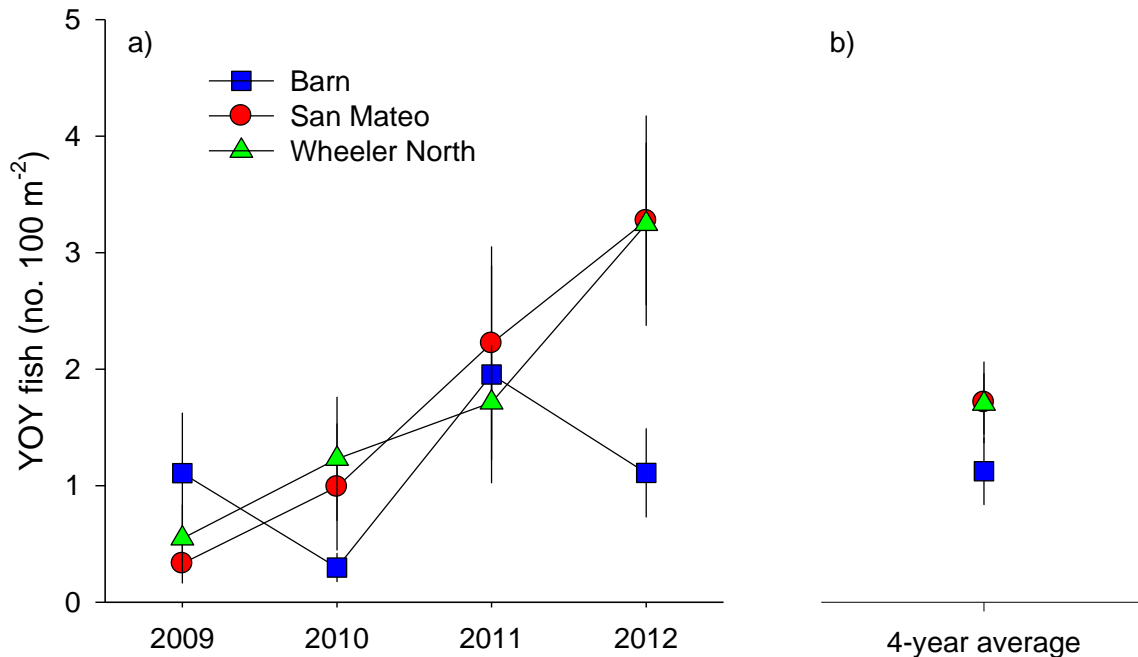 a)
b)
Barn
San Mateo
Wheeler North
YOY fish (no. 100 m⁻²)
5
4
3
2
1
0
2009 2010 2011 2012
4-year average